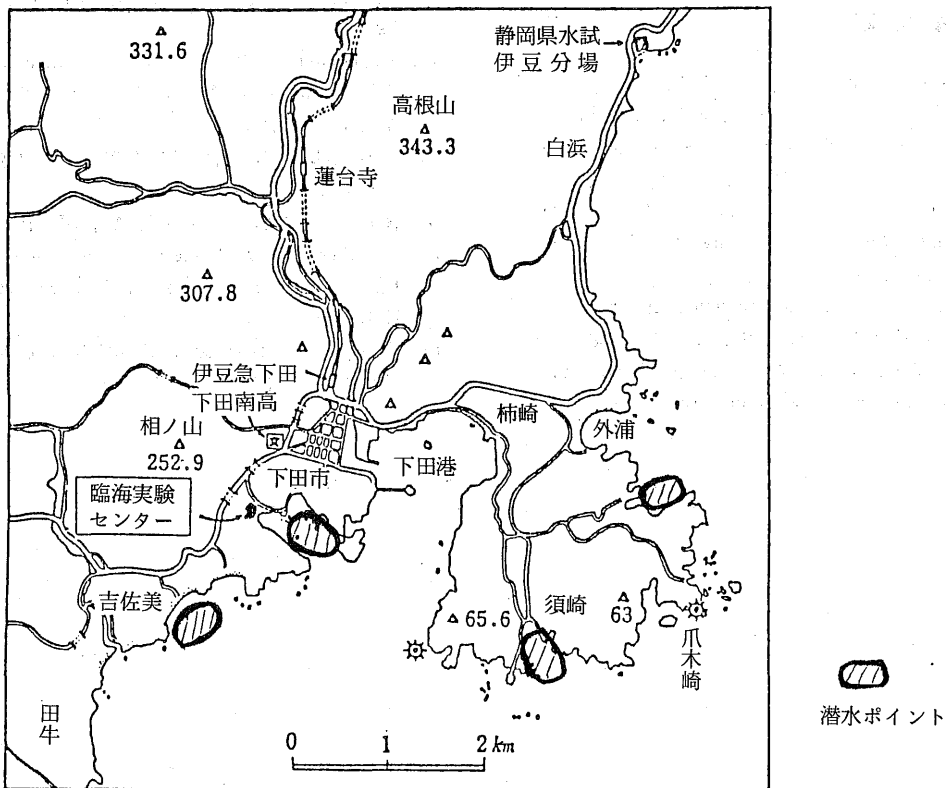 静岡県水試
伊豆分場
331.6
高根山
343.3
白浜
蓮台寺
307.8
伊豆急下田
下田南高
柿崎
外浦
相ノ山
252.9
下田港
下田市
臨海実験
センター
吉佐美
須崎
65.6
63
爪木崎
田牛
潜水ポイント
0 1 2 km